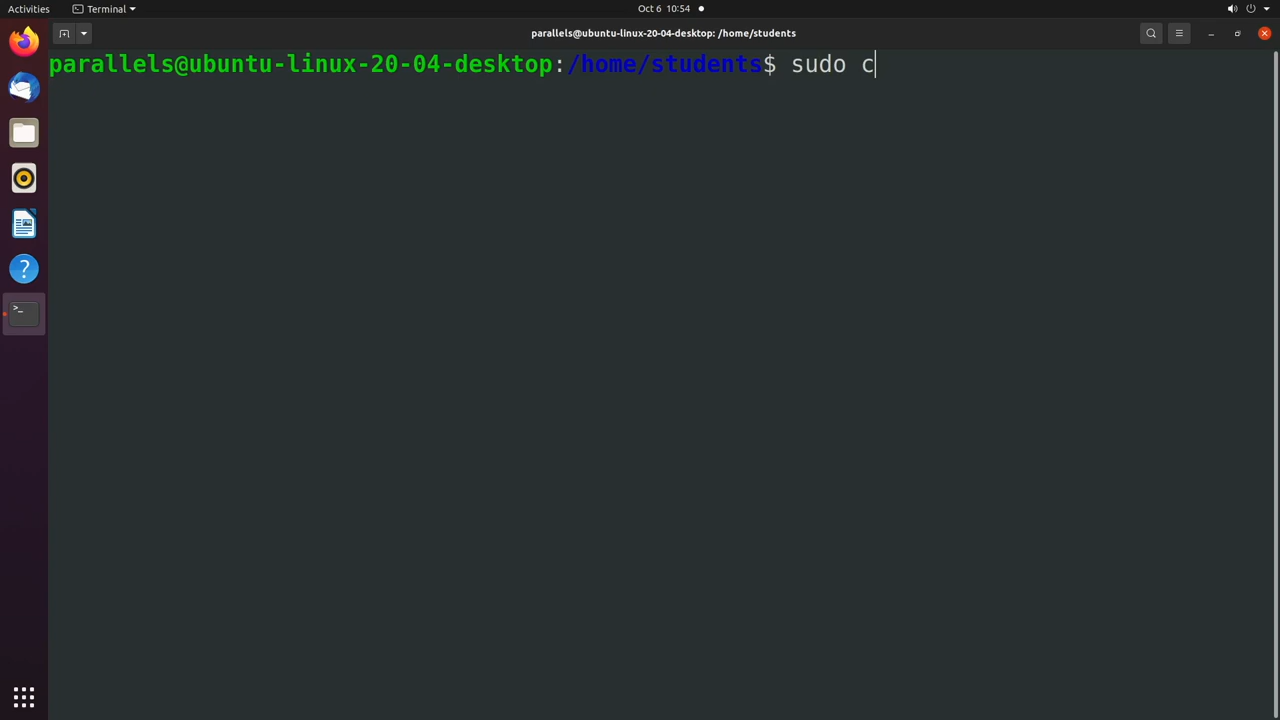 Activities
Terminal
Oct 6 10:54
parallels@ubuntu-linux-20-04-desktop: /home/students
parallels@ubuntu-linux-20-04-desktop:/home/students$ sudo c
>_
?